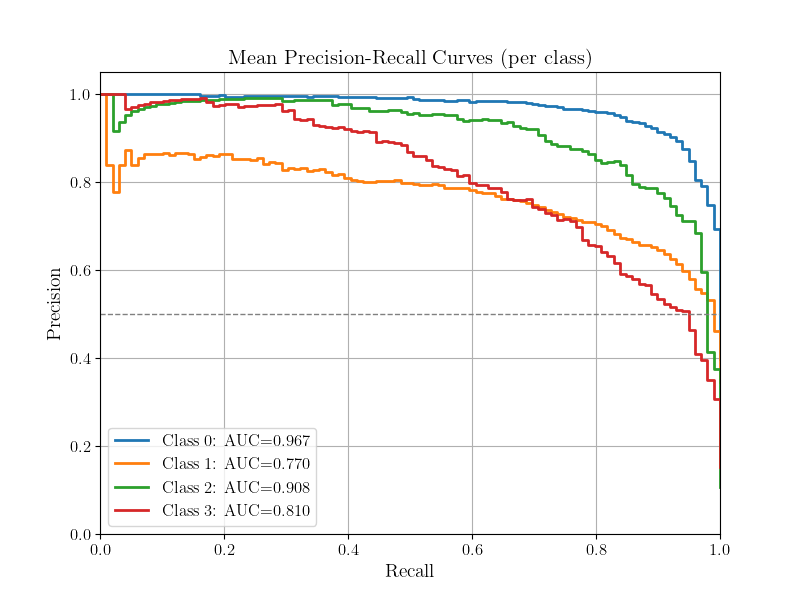 Mean Precision-Recall Curves (per class)
Precision
1.0
0.8
0.6
0.4
0.2
0.0
Class 0: AUC=0.967
Class 1: AUC=0.770
Class 2: AUC=0.908
Class 3: AUC=0.810
0.0 0.2 0.4 0.6 0.8 1.0
Recall